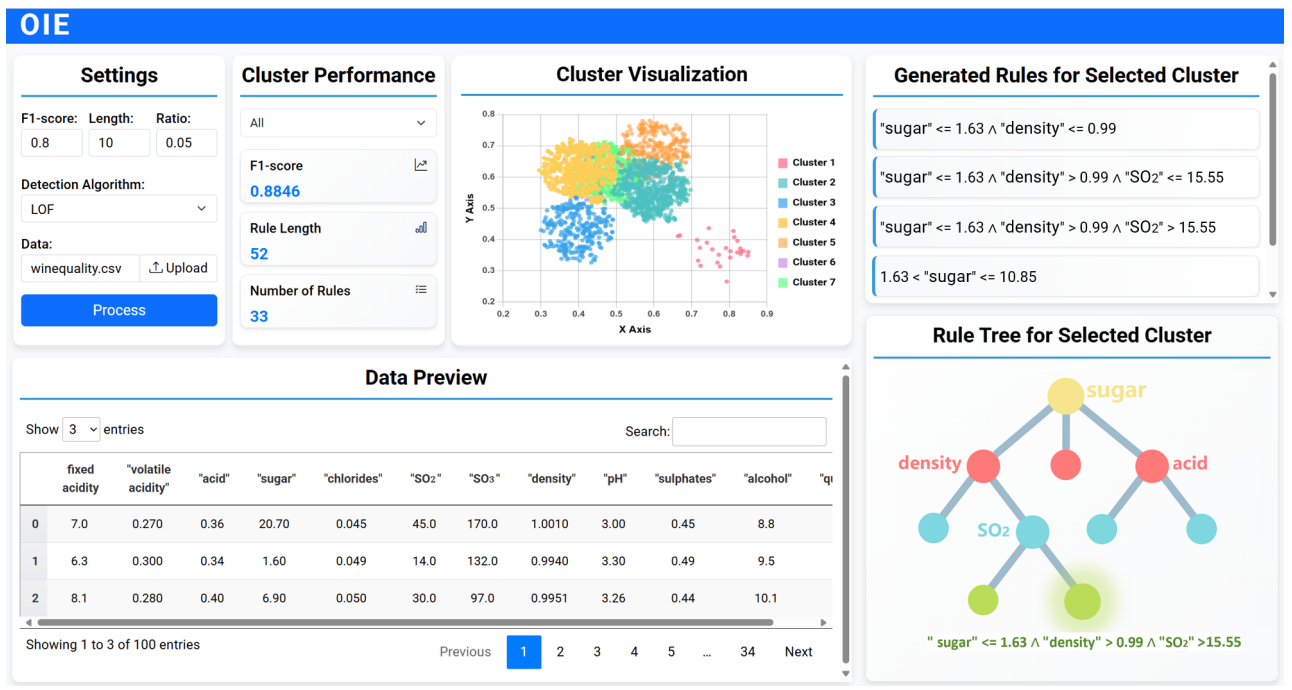 OIE
Settings
F1-score: Length: Ratio:
0.8 10 0.05
Detection Algorithm:
LOF
Data:
winequality.csv Upload
Process
Cluster Performance
All
F1-score
0.8846
Rule Length
52
Number of Rules
33
Cluster Visualization
0.8
0.7
0.6
0.5
0.4
0.3
0.2
Y Axis
0.2 0.3 0.4 0.5 0.6 0.7 0.8 0.9
X Axis
Cluster 1
Cluster 2
Cluster 3
Cluster 4
Cluster 5
Cluster 6
Cluster 7
Generated Rules for Selected Cluster
"sugar" <= 1.63 ∧ "density" <= 0.99
"sugar" <= 1.63 ∧ "density" > 0.99 ∧ "SO₂" <= 15.55
"sugar" <= 1.63 ∧ "density" > 0.99 ∧ "SO₂" > 15.55
1.63 < "sugar" <= 10.85
Data Preview
Show 3 entries
Search:
fixed acidity "volatile acidity" "acid" "sugar" "chlorides" "SO₂" "SO₃" "density" "pH" "sulphates" "alcohol" "qu
0 7.0 0.270 0.36 20.70 0.045 45.0 170.0 1.0010 3.00 0.45 8.8
1 6.3 0.300 0.34 1.60 0.049 14.0 132.0 0.9940 3.30 0.49 9.5
2 8.1 0.280 0.40 6.90 0.050 30.0 97.0 0.9951 3.26 0.44 10.1
Showing 1 to 3 of 100 entries
Previous 1 2 3 4 5 ... 34 Next
Rule Tree for Selected Cluster
sugar
density
acid
SO₂
" sugar" <= 1.63 ∧ "density" > 0.99 ∧ "SO₂" >15.55